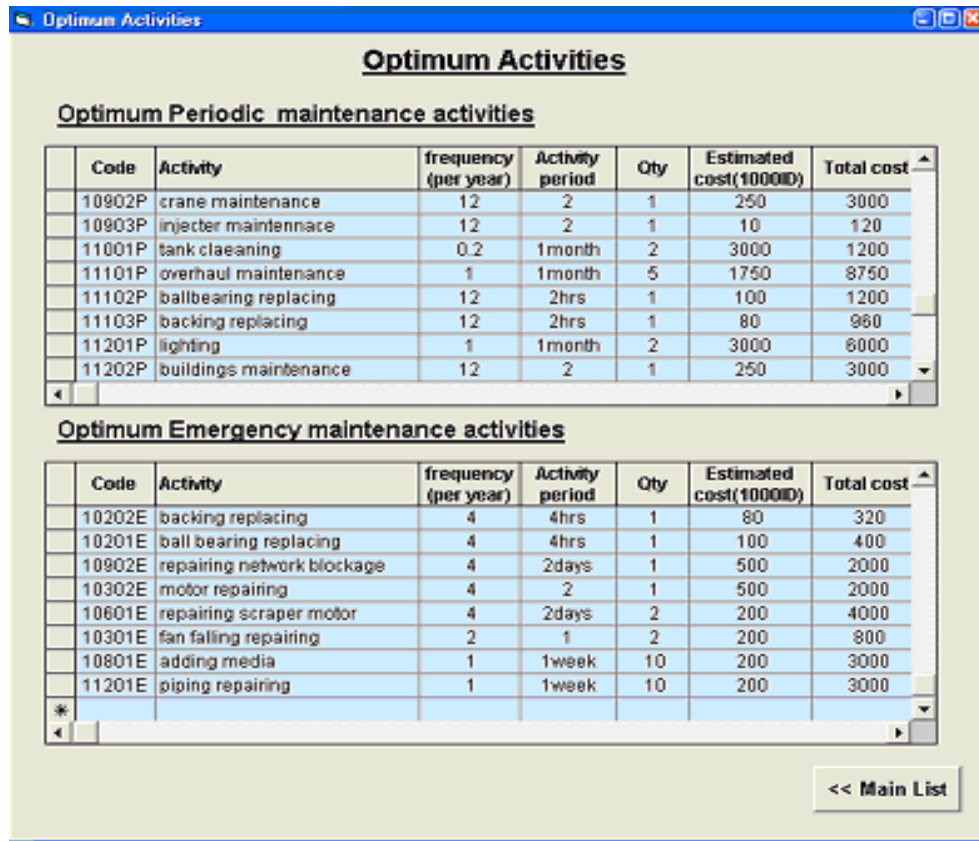 Optimum Activities
Optimum Activities
Optimum Periodic maintenance activities
Code Activity frequency (per year) Activity period Qty Estimated cost(1000ID) Total cost
10902P crane maintenance 12 2 1 250 3000
10903P injecter maintennace 12 2 1 10 120
11001P tank claeaning 0.2 1month 2 3000 1200
11101P overhaul maintenance 1 1month 5 1750 8750
11102P ballbearing replacing 12 2hrs 1 100 1200
11103P backing replacing 12 2hrs 1 80 960
11201P lighting 1 1month 2 3000 6000
11202P buildings maintenance 12 2 1 250 3000
Optimum Emergency maintenance activities
Code Activity frequency (per year) Activity period Qty Estimated cost(1000ID) Total cost
10202E backing replacing 4 4hrs 1 80 320
10201E ball bearing replacing 4 4hrs 1 100 400
10902E repairing network blockage 4 2days 1 500 2000
10302E motor repairing 4 2 1 500 2000
10601E repairing scraper motor 4 2days 2 200 4000
10301E fan falling repairing 2 1 2 200 800
10801E adding media 1 1week 10 200 3000
11201E piping repairing 1 1week 10 200 3000
<< Main List